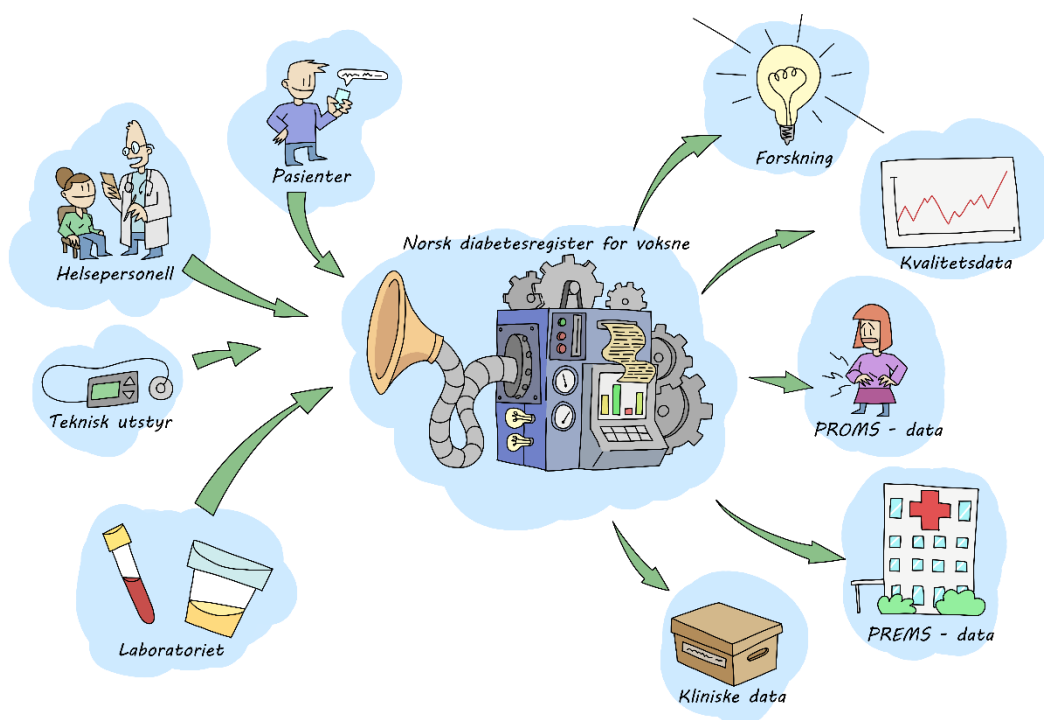 Pasienter
Helsepersonell
Teknisk utstyr
Laboratoriet
Norsk diabetesregister for voksne
Forskning
Kvalitetsdata
PROMS - data
PREMS - data
Kliniske data